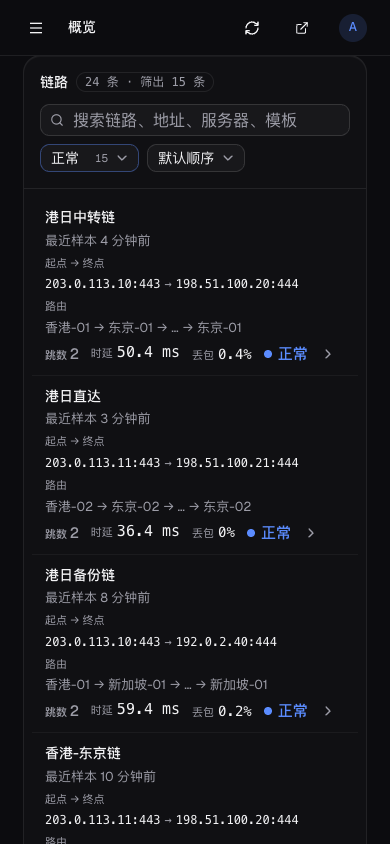 概览
A
链路 24 条 · 筛出 15 条
搜索链路、地址、服务器、模板
正常 15 默认顺序
港日中转链
最近样本 4 分钟前
起点 → 终点
203.0.113.10:443 → 198.51.100.20:444
路由
香港-01 → 东京-01 → … → 东京-01
跳数 2 时延 50.4 ms 丢包 0.4% 正常
港日直达
最近样本 3 分钟前
起点 → 终点
203.0.113.11:443 → 198.51.100.21:444
路由
香港-02 → 东京-02 → … → 东京-02
跳数 2 时延 36.4 ms 丢包 0% 正常
港日备份链
最近样本 8 分钟前
起点 → 终点
203.0.113.10:443 → 192.0.2.40:444
路由
香港-01 → 新加坡-01 → … → 新加坡-01
跳数 2 时延 59.4 ms 丢包 0.2% 正常
香港-东京链
最近样本 10 分钟前
起点 → 终点
203.0.113.11:443 → 198.51.100.20:444
路由